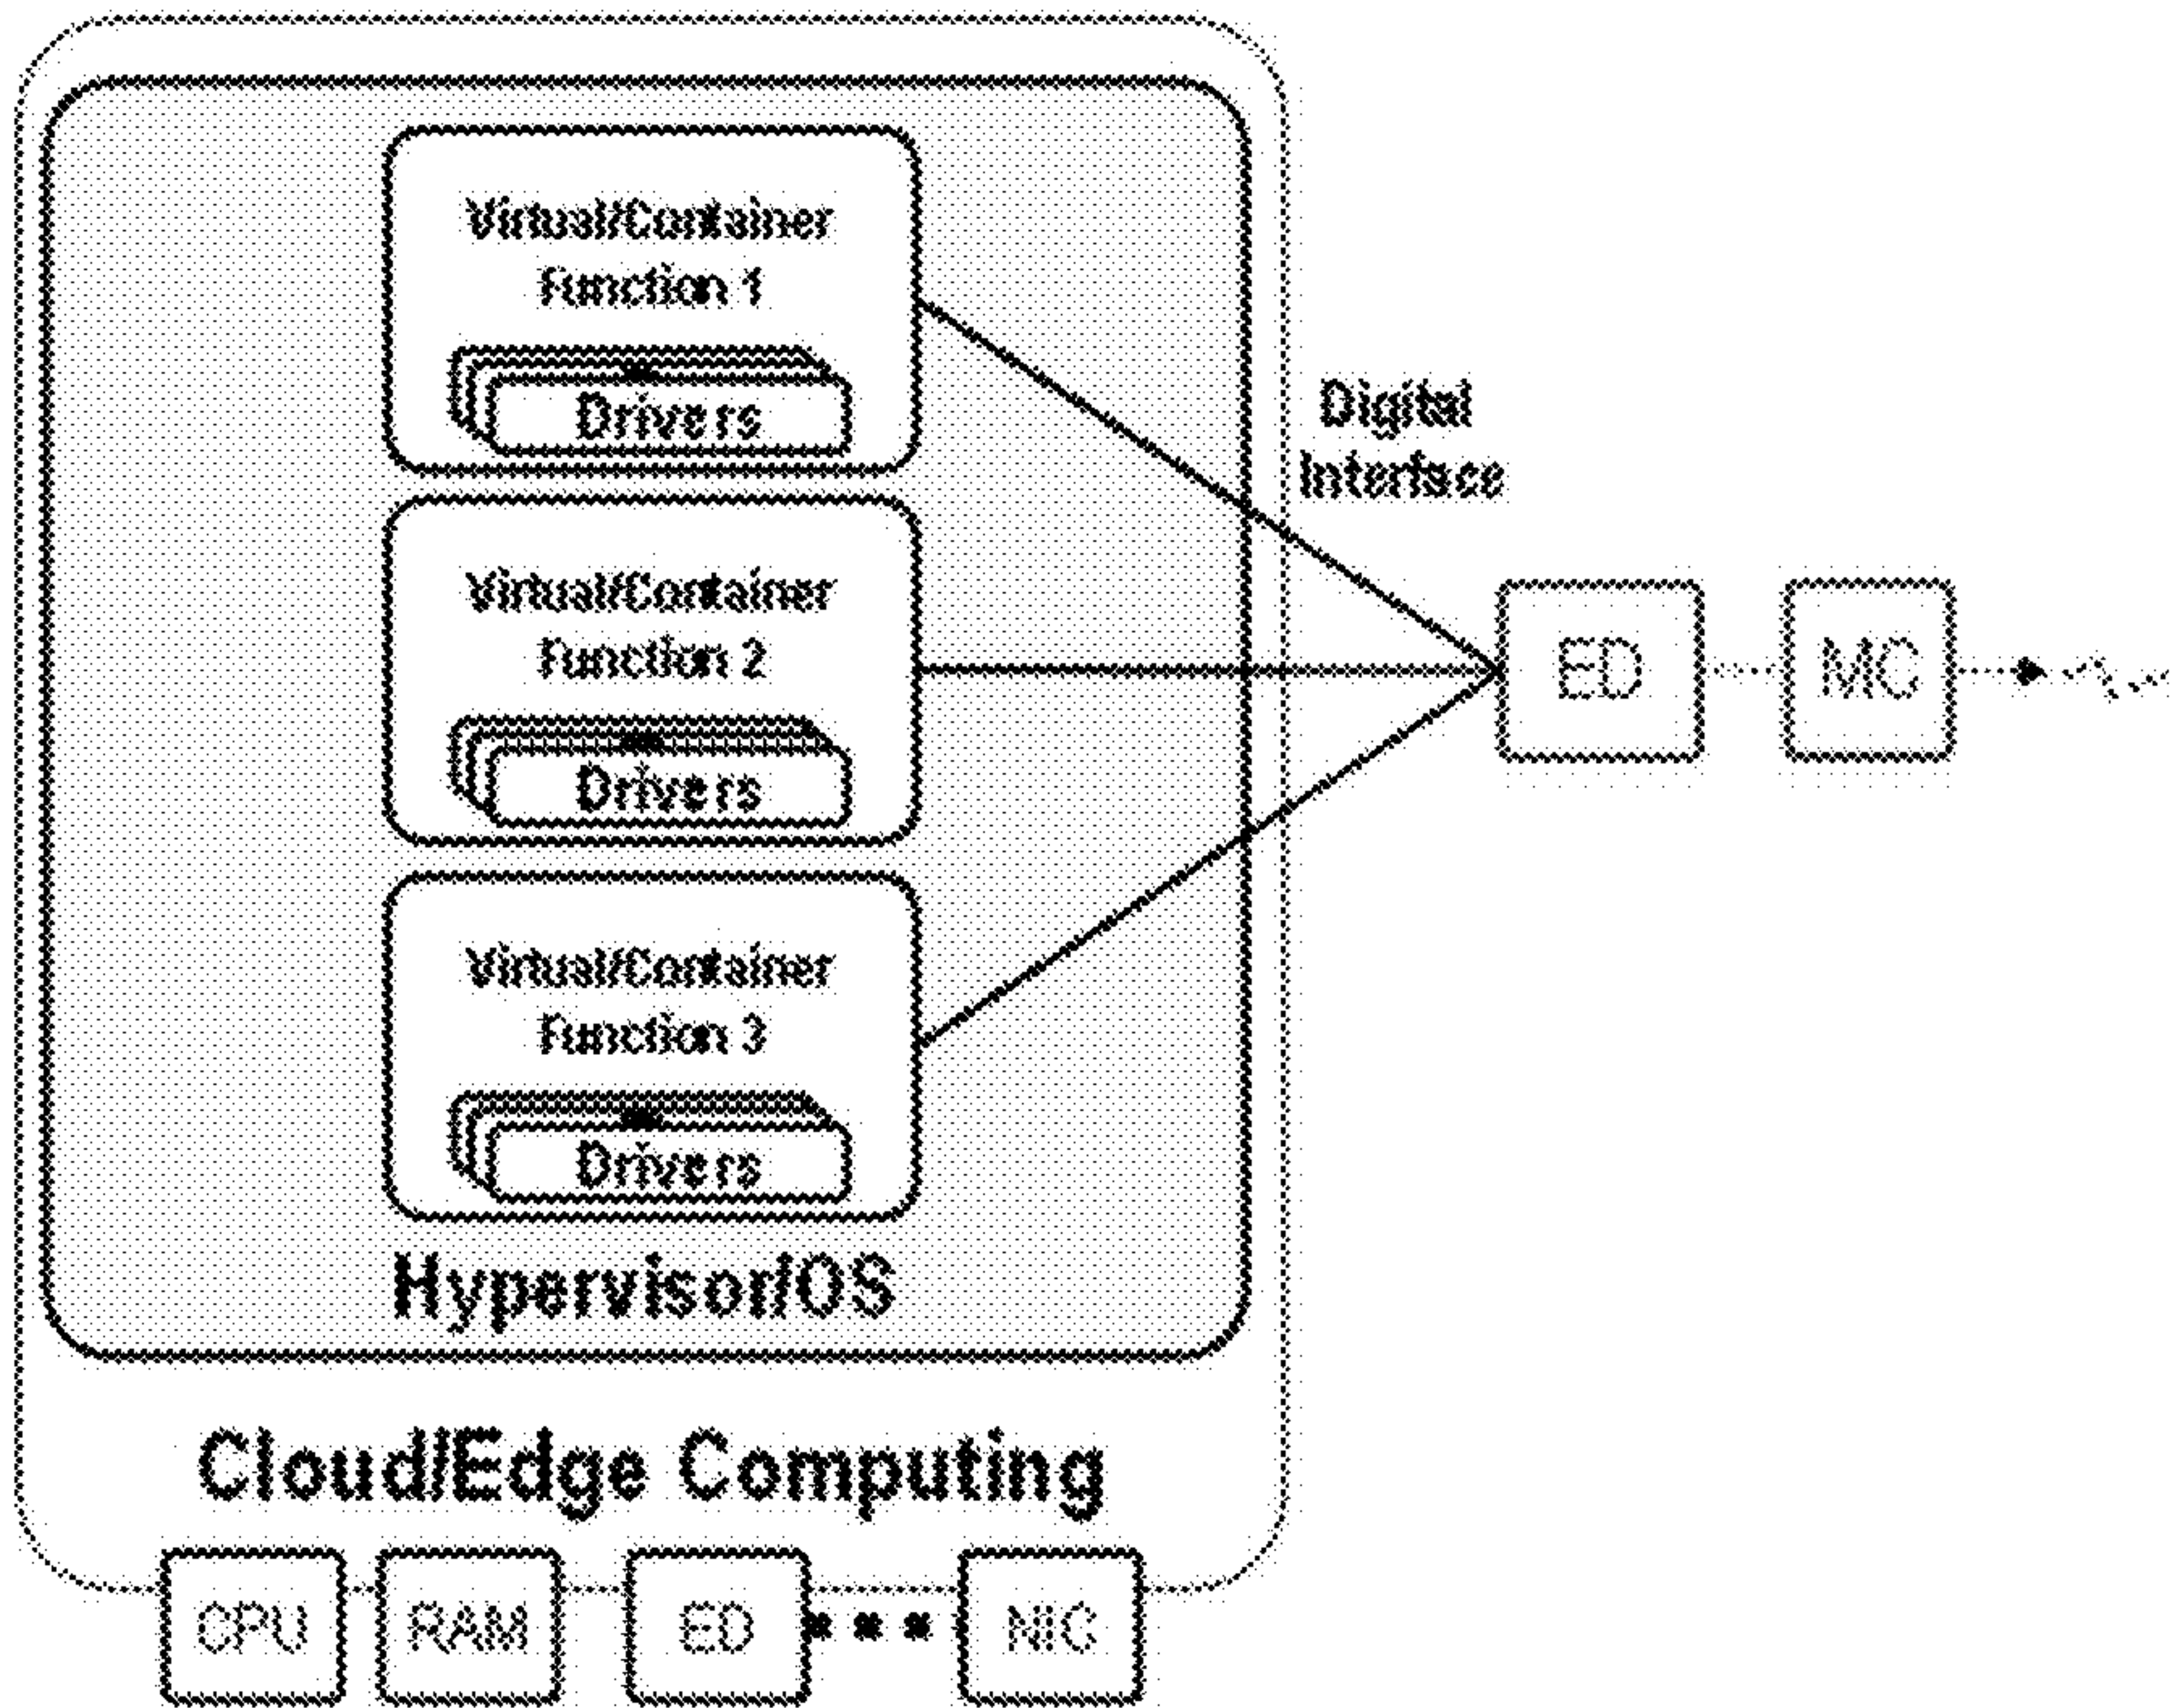 Virtual/Container
Function 1
Drivers
Digital
Interface
Virtual/Container
Function 2
Drivers
ED
MC
Virtual/Container
Function 3
Drivers
Hypervisor/OS
Cloud/Edge Computing
CPU
RAM
ED
NIC